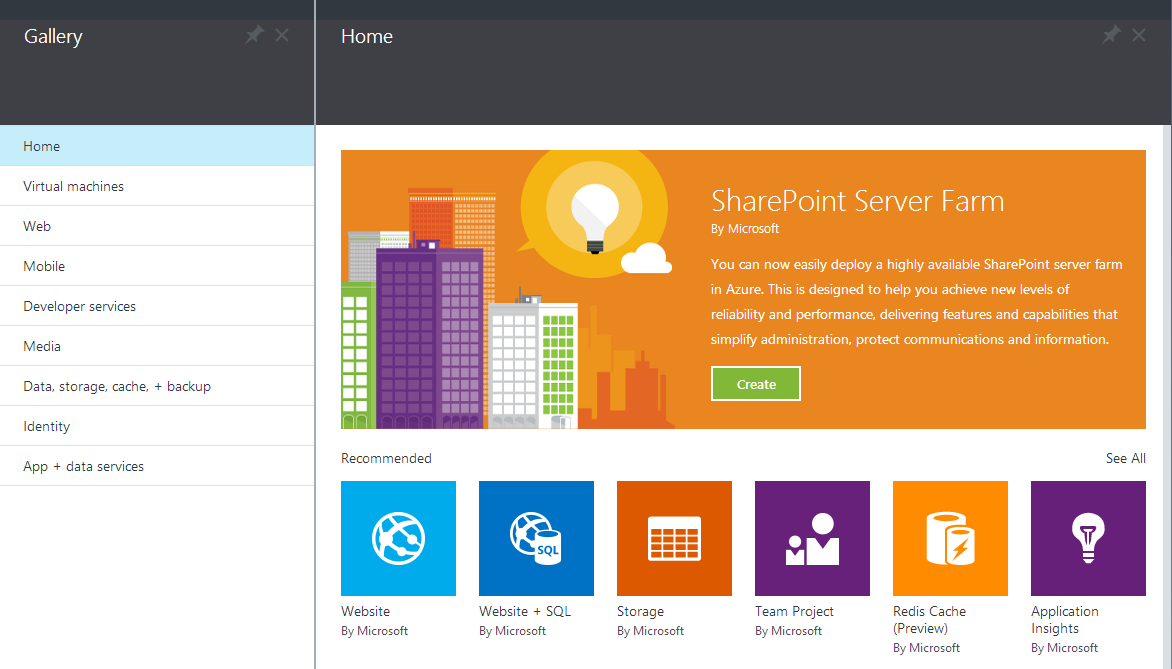 Gallery
Home
Virtual machines
Web
Mobile
Developer services
Media
Data, storage, cache, + backup
Identity
App + data services
Home
SharePoint Server Farm
By Microsoft
You can now easily deploy a highly available SharePoint server farm
in Azure. This is designed to help you achieve new levels of
reliability and performance, delivering features and capabilities that
simplify administration, protect communications and information.
Create
Recommended
See All
SQL
Website
By Microsoft
Website + SQL
By Microsoft
Storage
By Microsoft
Team Project
By Microsoft
Redis Cache
(Preview)
By Microsoft
Application
Insights
By Microsoft